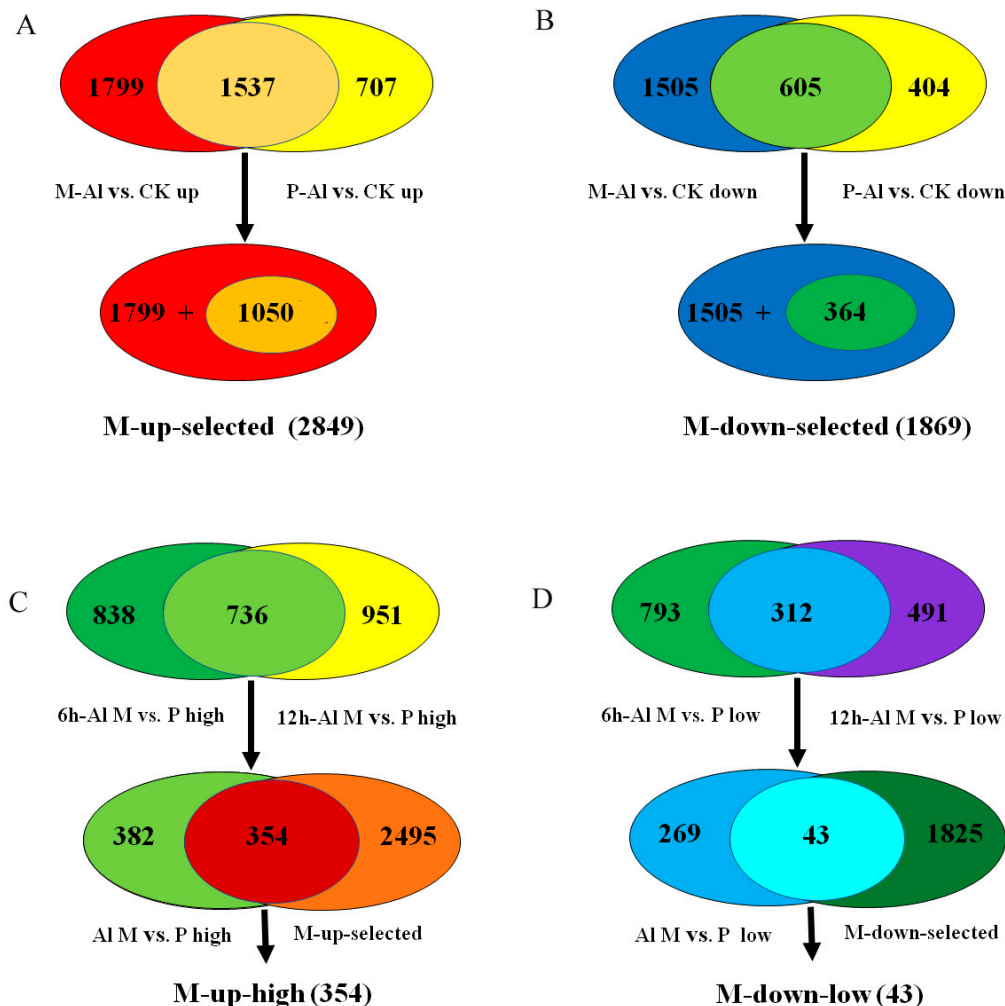 A
1799 1537 707
M-Al vs. CK up P-Al vs. CK up
1799 + 1050
M-up-selected (2849)
B
1505 605 404
M-Al vs. CK down P-Al vs. CK down
1505 + 364
M-down-selected (1869)
C
838 736 951
6h-Al M vs. P high 12h-Al M vs. P high
382 354 2495
Al M vs. P high M-up-selected
M-up-high (354)
D
793 312 491
6h-Al M vs. P low 12h-Al M vs. P low
269 43 1825
Al M vs. P low M-down-selected
M-down-low (43)